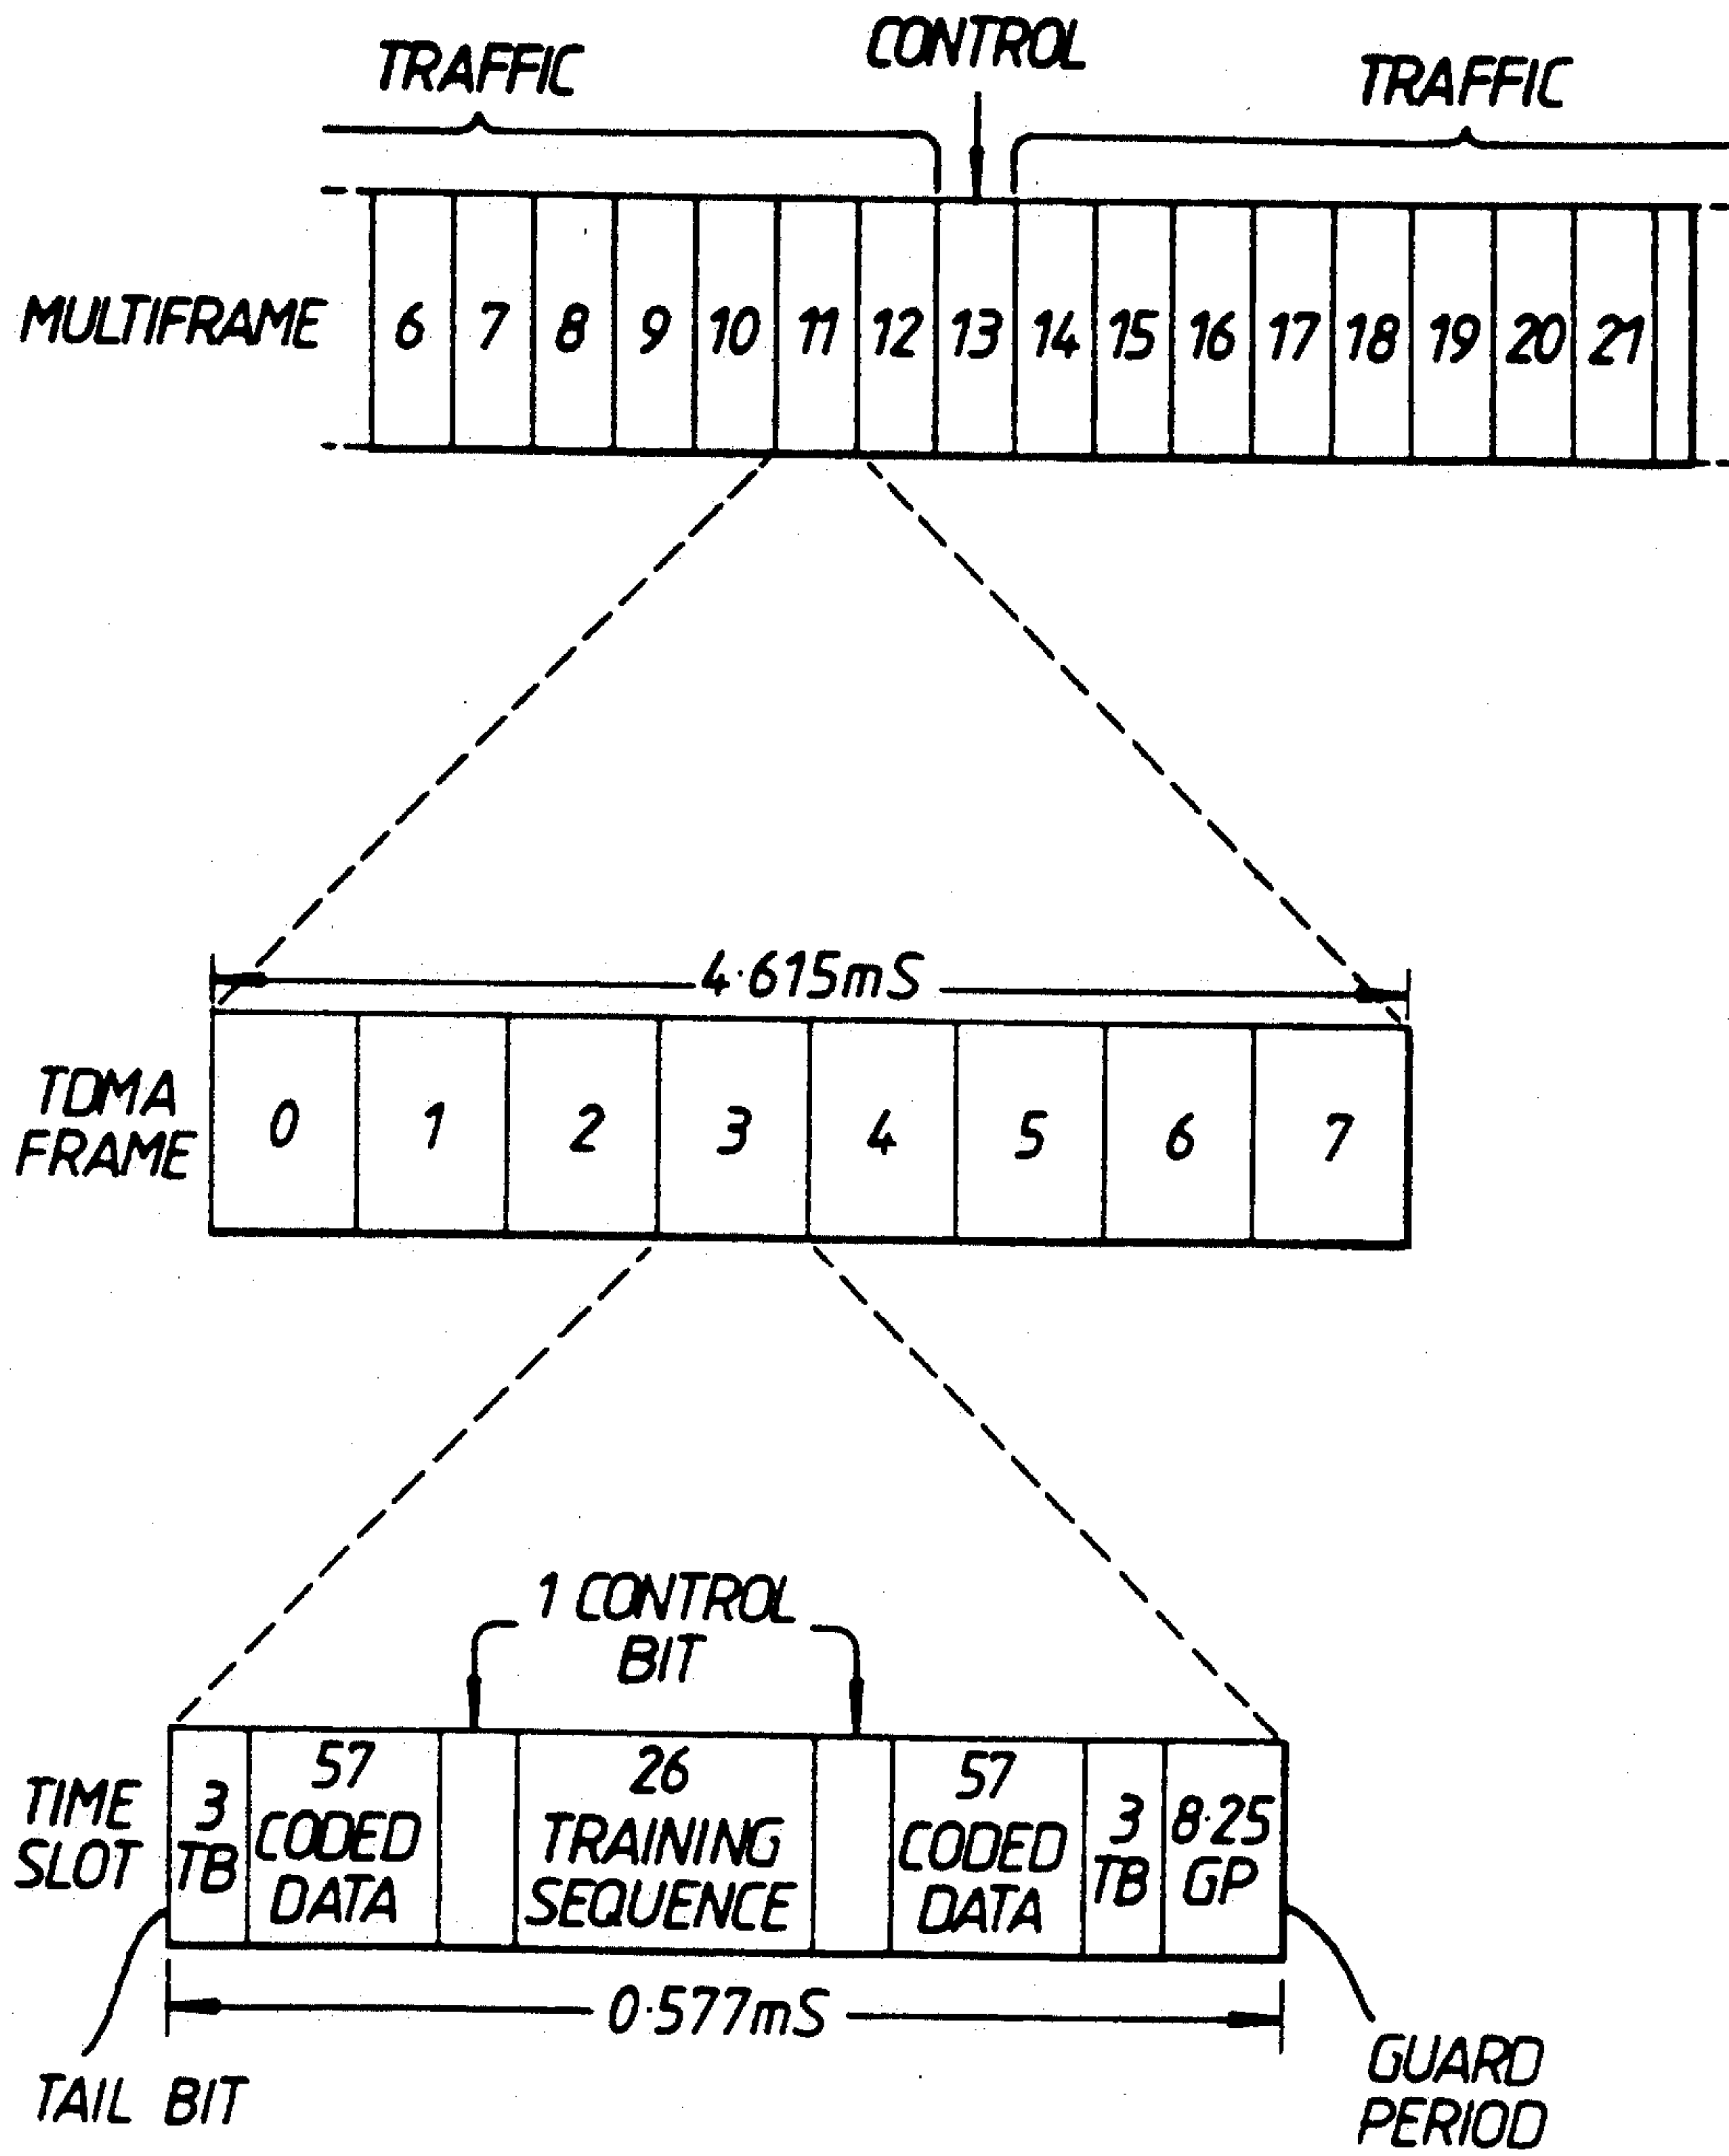 TRAFFIC CONTROL TRAFFIC
MULTIFRAME 6 7 8 9 10 11 12 13 14 15 16 17 18 19 20 21
4·615mS
TDMA
FRAME
0 1 2 3 4 5 6 7
1 CONTROL
BIT
TIME
SLOT
3
TB
57
CODED
DATA
26
TRAINING
SEQUENCE
57
CODED
DATA
3
TB
8·25
GP
0·577mS
TAIL BIT
GUARD
PERIOD